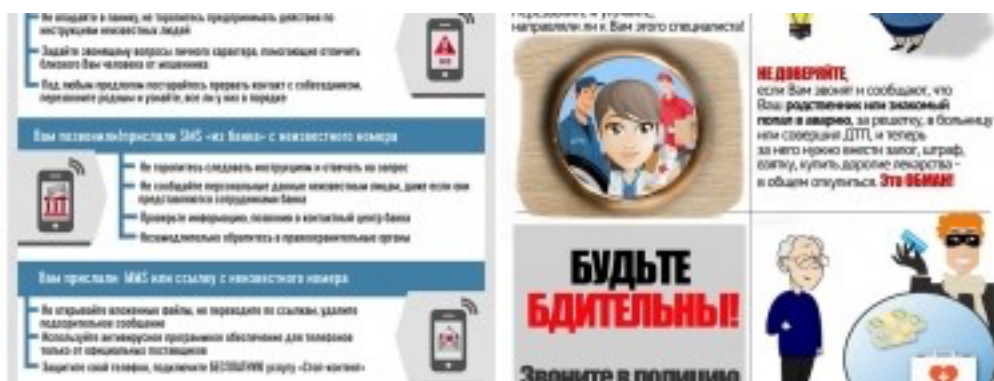 Не впадайте в панику, не торопитесь предпринимать действия по
инструкции неизвестных людей
Задайте звонящему вопросы личного характера, помогающие отличить
близкого Вам человека от мошенника
Под любым предлогом постарайтесь прервать контакт с собеседником,
перезвоните родным и узнайте, все ли у них в порядке
Вам позвонили/прислали SMS «из банка» с неизвестного номера
Не торопитесь следовать инструкциям и отвечать на запрос
Не сообщайте персональные данные неизвестным лицам, даже если они
представляются сотрудниками банка
Проверьте информацию, позвонив в контактный центр банка
Незамедлительно обратитесь в правоохранительные органы
Вам прислали MMS или ссылку с неизвестного номера
Не открывайте вложенные файлы, не переходите по ссылкам, удалите
подозрительное сообщение
Используйте антивирусное программное обеспечение для телефонов
только от официальных поставщиков
Защитите свой телефон, подключите БЕСПЛАТНУЮ услугу «Стоп-контент»
Перезвоните и уточните,
направляли ли к Вам этого специалиста!
БУДЬТЕ
БДИТЕЛЬНЫ!
Звоните в полицию
НЕ ДОВЕРЯЙТЕ,
если Вам звонят и сообщают, что
Ваш родственник или знакомый
попал в аварию, за решетку, в больницу
или совершил ДТП, и теперь
за него нужно внести залог, штраф,
взятку, купить дорогие лекарства -
в общем откупиться. Это ОБМАН!